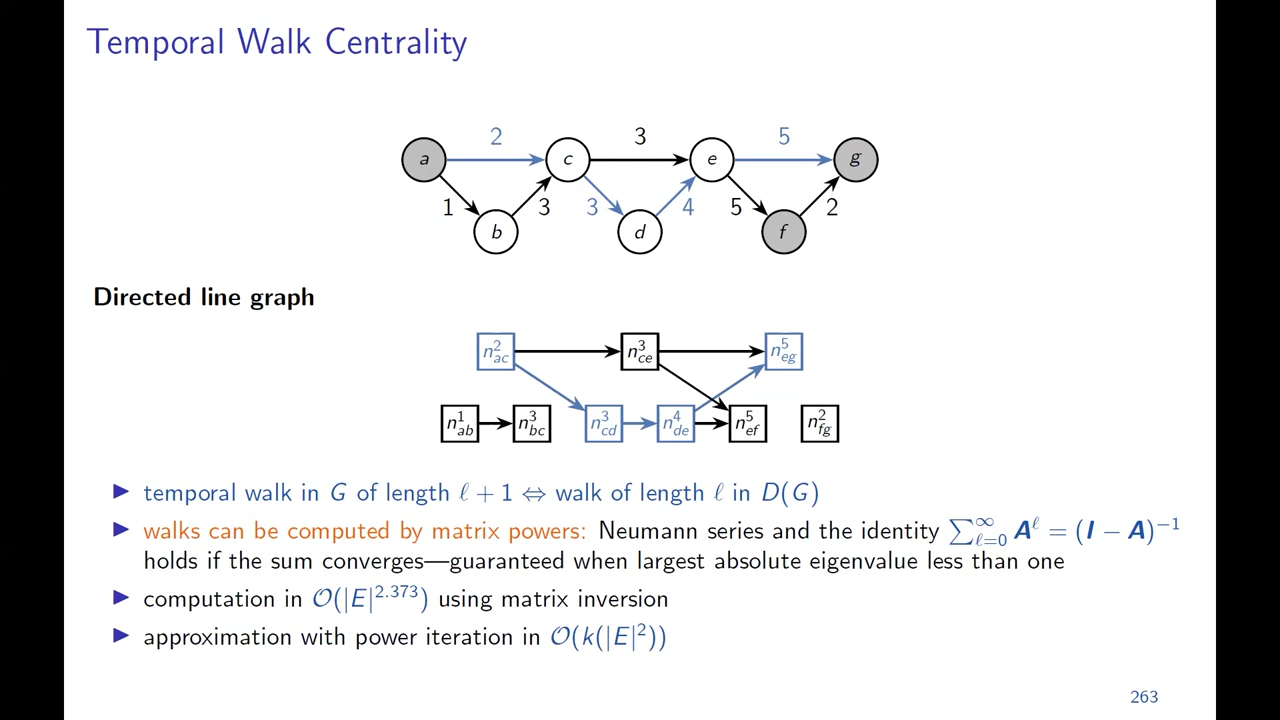 Temporal Walk Centrality
2 3 5
a c e g
1 3 3 4 5 2
b d f
Directed line graph
n²ac n³ce n⁵eg
n¹ab n³bc n³cd n⁴de n⁵ef n²fg
▶ temporal walk in G of length ℓ + 1 ⇔ walk of length ℓ in D(G)
▶ walks can be computed by matrix powers: Neumann series and the identity ∑_{ℓ=0}^{∞} A^ℓ = (I − A)^{−1}
holds if the sum converges—guaranteed when largest absolute eigenvalue less than one
▶ computation in O(|E|^{2.373}) using matrix inversion
▶ approximation with power iteration in O(k(|E|²))
263